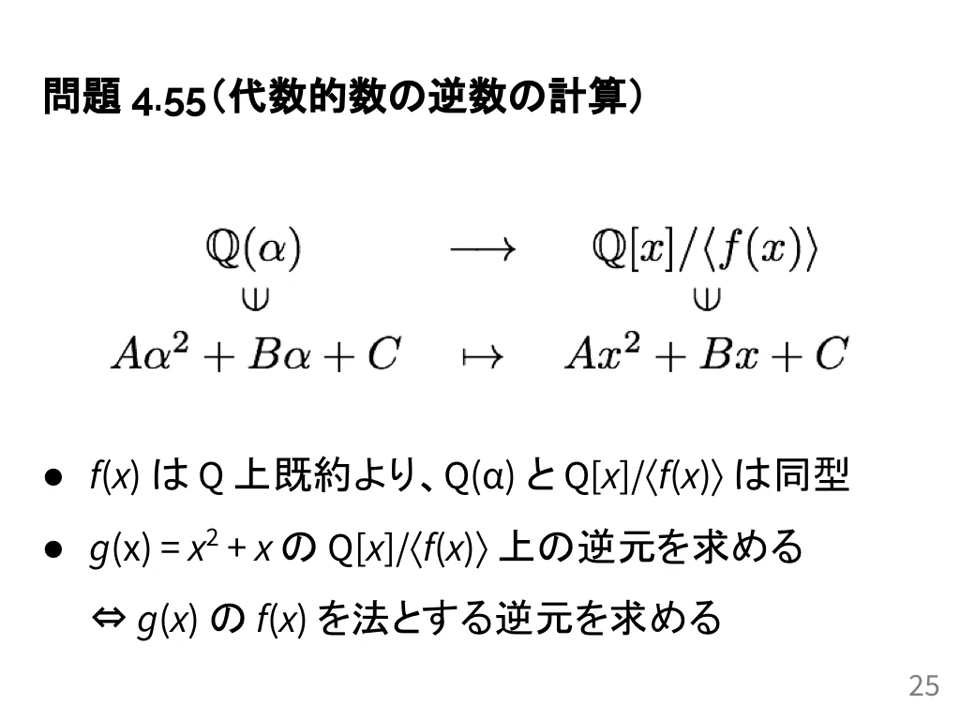 問題 4.55（代数的数の逆数の計算）
ℚ(α) ⟶ ℚ[x]/⟨f(x)⟩
∪ ∪
Aα² + Bα + C ↦ Ax² + Bx + C
● f(x) は Q 上既約より、Q(α) と Q[x]/⟨f(x)⟩ は同型
● g(x) = x² + x の Q[x]/⟨f(x)⟩ 上の逆元を求める
⇔ g(x) の f(x) を法とする逆元を求める
25